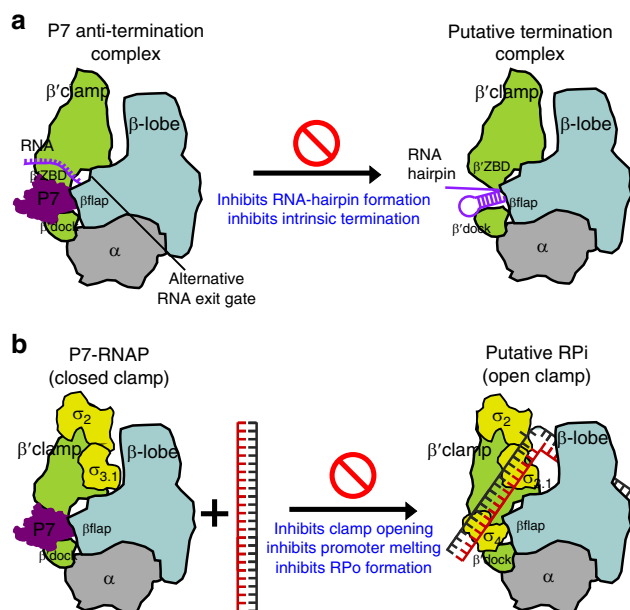 a
P7 anti-termination
complex
Putative termination
complex
β'clamp
β-lobe
RNA
β'ZBD
P7
βflap
β'dock
α
Alternative
RNA exit gate
Inhibits RNA-hairpin formation
inhibits intrinsic termination
β'clamp
β-lobe
RNA
hairpin
β'ZBD
βflap
β'dock
α
b
P7-RNAP
(closed clamp)
Putative RPi
(open clamp)
σ2
β'clamp
β-lobe
σ3.1
P7
βflap
β'dock
α
+
Inhibits clamp opening
inhibits promoter melting
inhibits RPo formation
σ2
β'clamp
β-lobe
σ3.1
σ4
βflap
β'dock
α